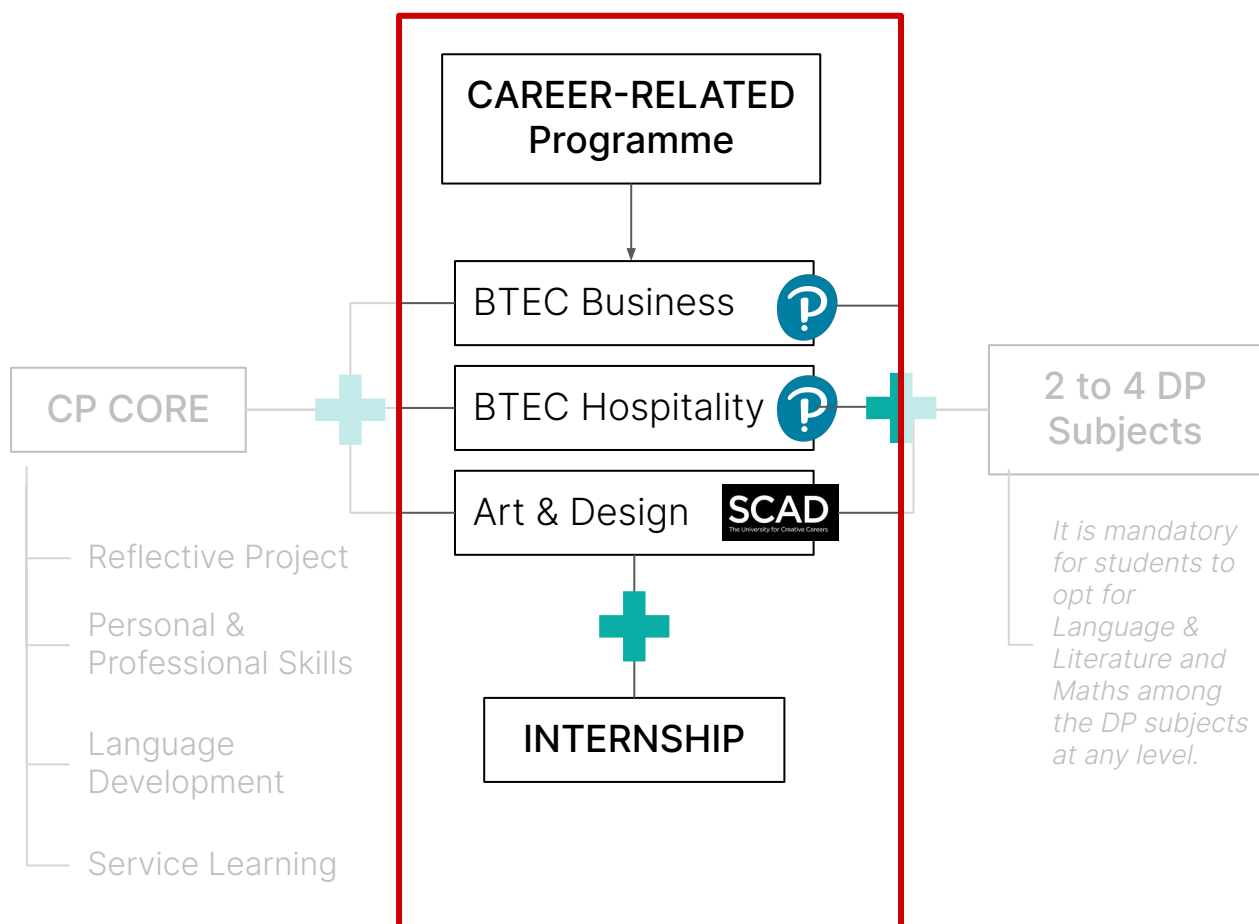 CAREER-RELATED
Programme
BTEC Business
BTEC Hospitality
Art & Design
SCAD
The University for Creative Careers
INTERNSHIP
CP CORE
Reflective Project
Personal &
Professional Skills
Language
Development
Service Learning
2 to 4 DP
Subjects
It is mandatory
for students to
opt for
Language &
Literature and
Maths among
the DP subjects
at any level.